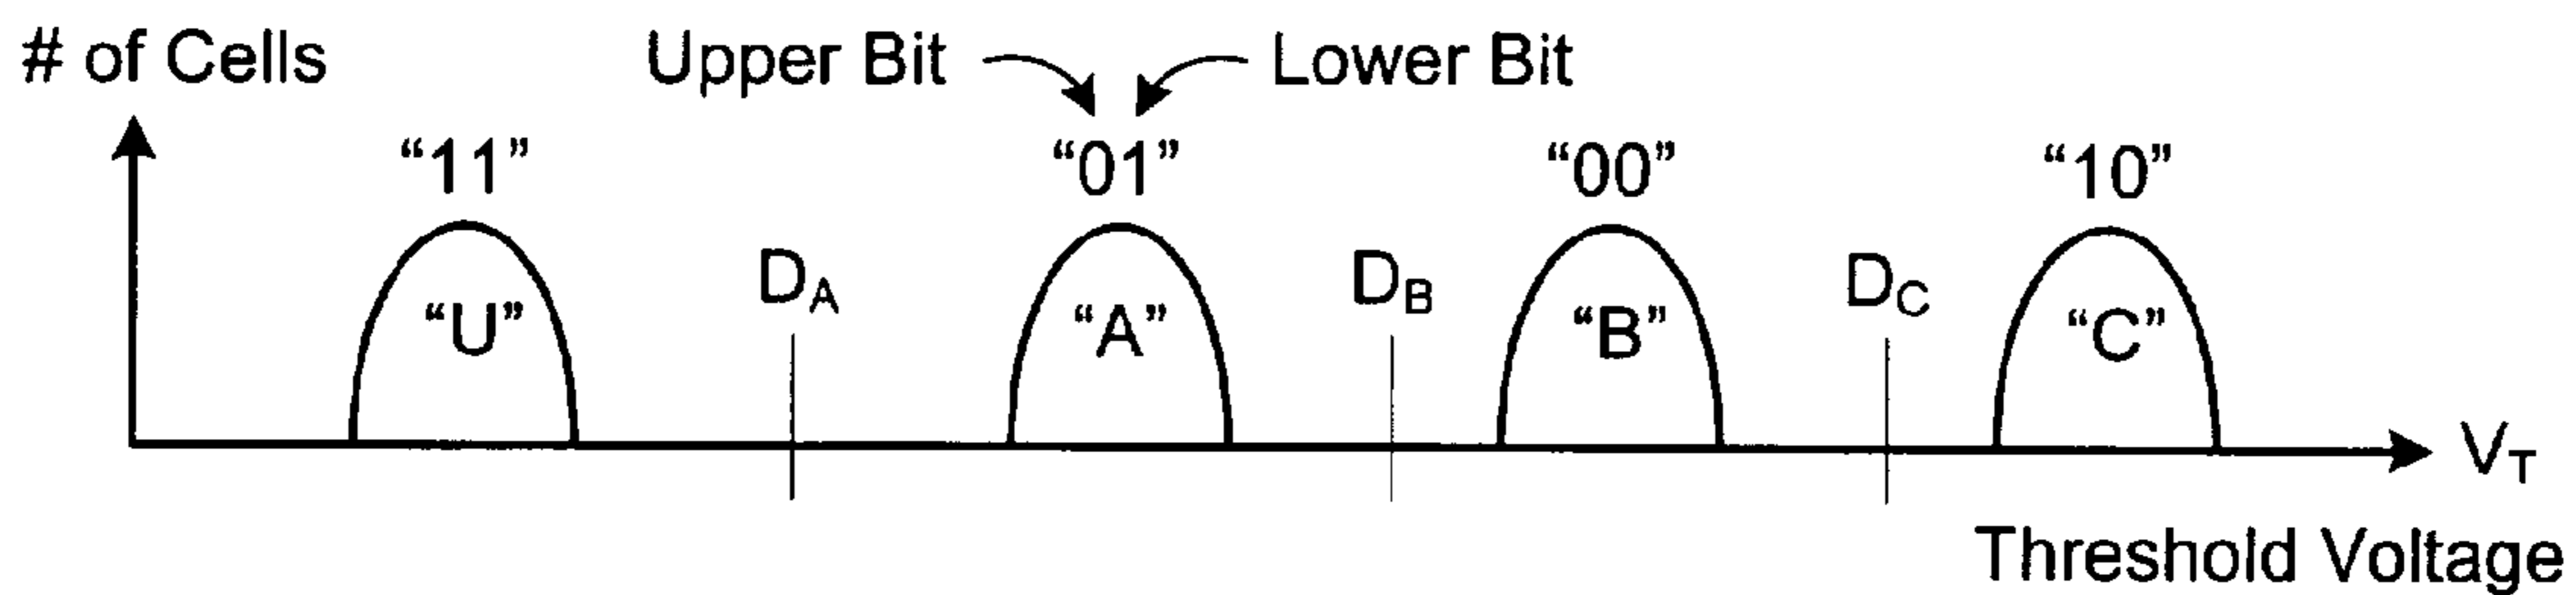 # of Cells
Upper Bit
Lower Bit
“11”
“01”
“00”
“10”
“U”
DA
“A”
DB
“B”
DC
“C”
VT
Threshold Voltage